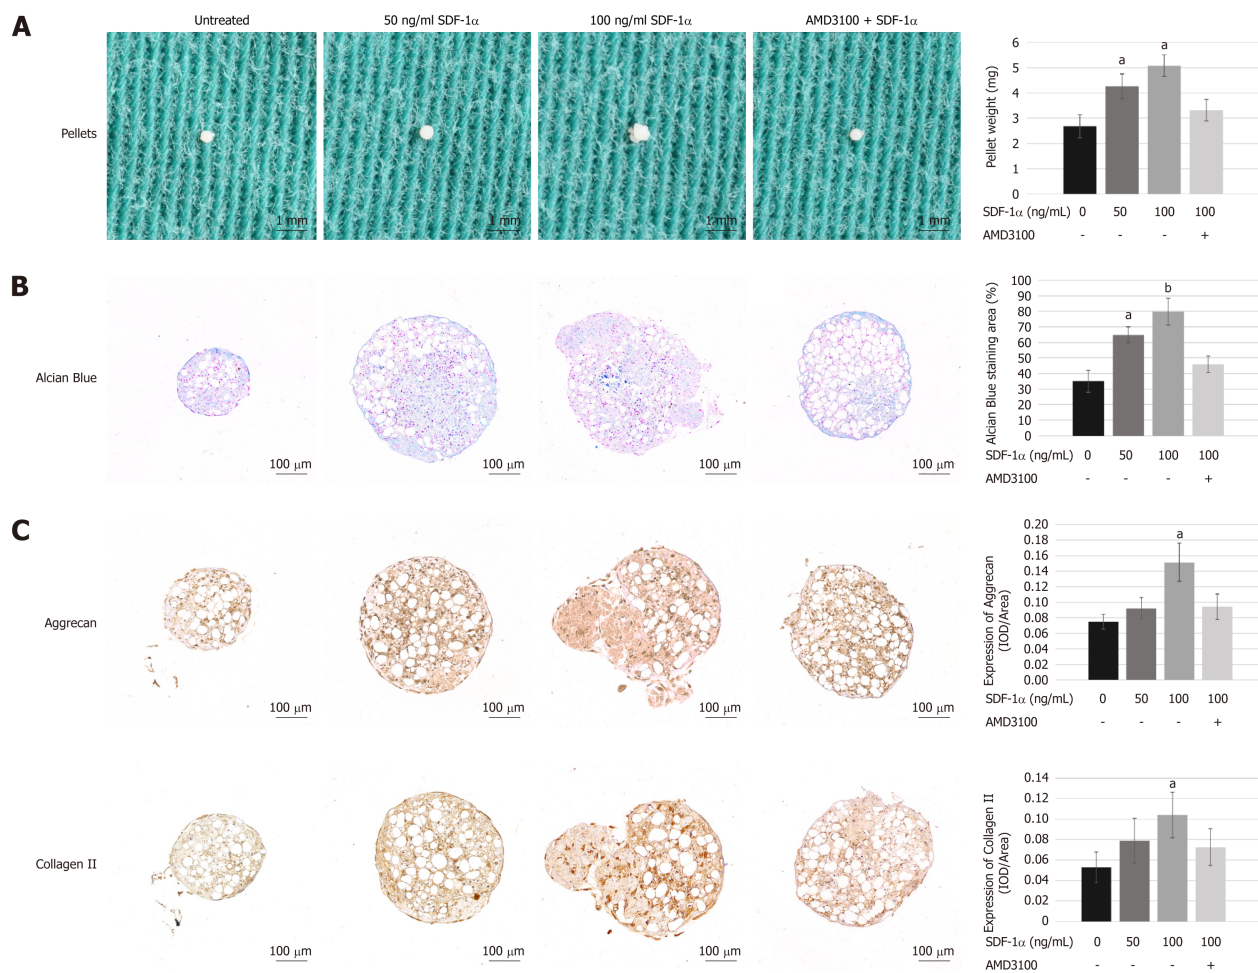 A
Untreated
50 ng/ml SDF-1α
100 ng/ml SDF-1α
AMD3100 + SDF-1α
Pellets
1 mm
1 mm
1 mm
1 mm
Pellet weight (mg)
6
5
4
3
2
1
0
a
a
SDF-1α (ng/mL) 0 50 100 100
AMD3100 - - - +
B
Alcian Blue
100 μm
100 μm
100 μm
100 μm
Alcian Blue staining area (%)
100
90
80
70
60
50
40
30
20
10
0
a
b
SDF-1α (ng/mL) 0 50 100 100
AMD3100 - - - +
C
Aggrecan
100 μm
100 μm
100 μm
100 μm
Expression of Aggrecan
(IOD/Area)
0.20
0.18
0.16
0.14
0.12
0.10
0.08
0.06
0.04
0.02
0.00
a
SDF-1α (ng/mL) 0 50 100 100
AMD3100 - - - +
Collagen II
100 μm
100 μm
100 μm
100 μm
Expression of Collagen II
(IOD/Area)
0.14
0.12
0.10
0.08
0.06
0.04
0.02
0
a
SDF-1α (ng/mL) 0 50 100 100
AMD3100 - - - +